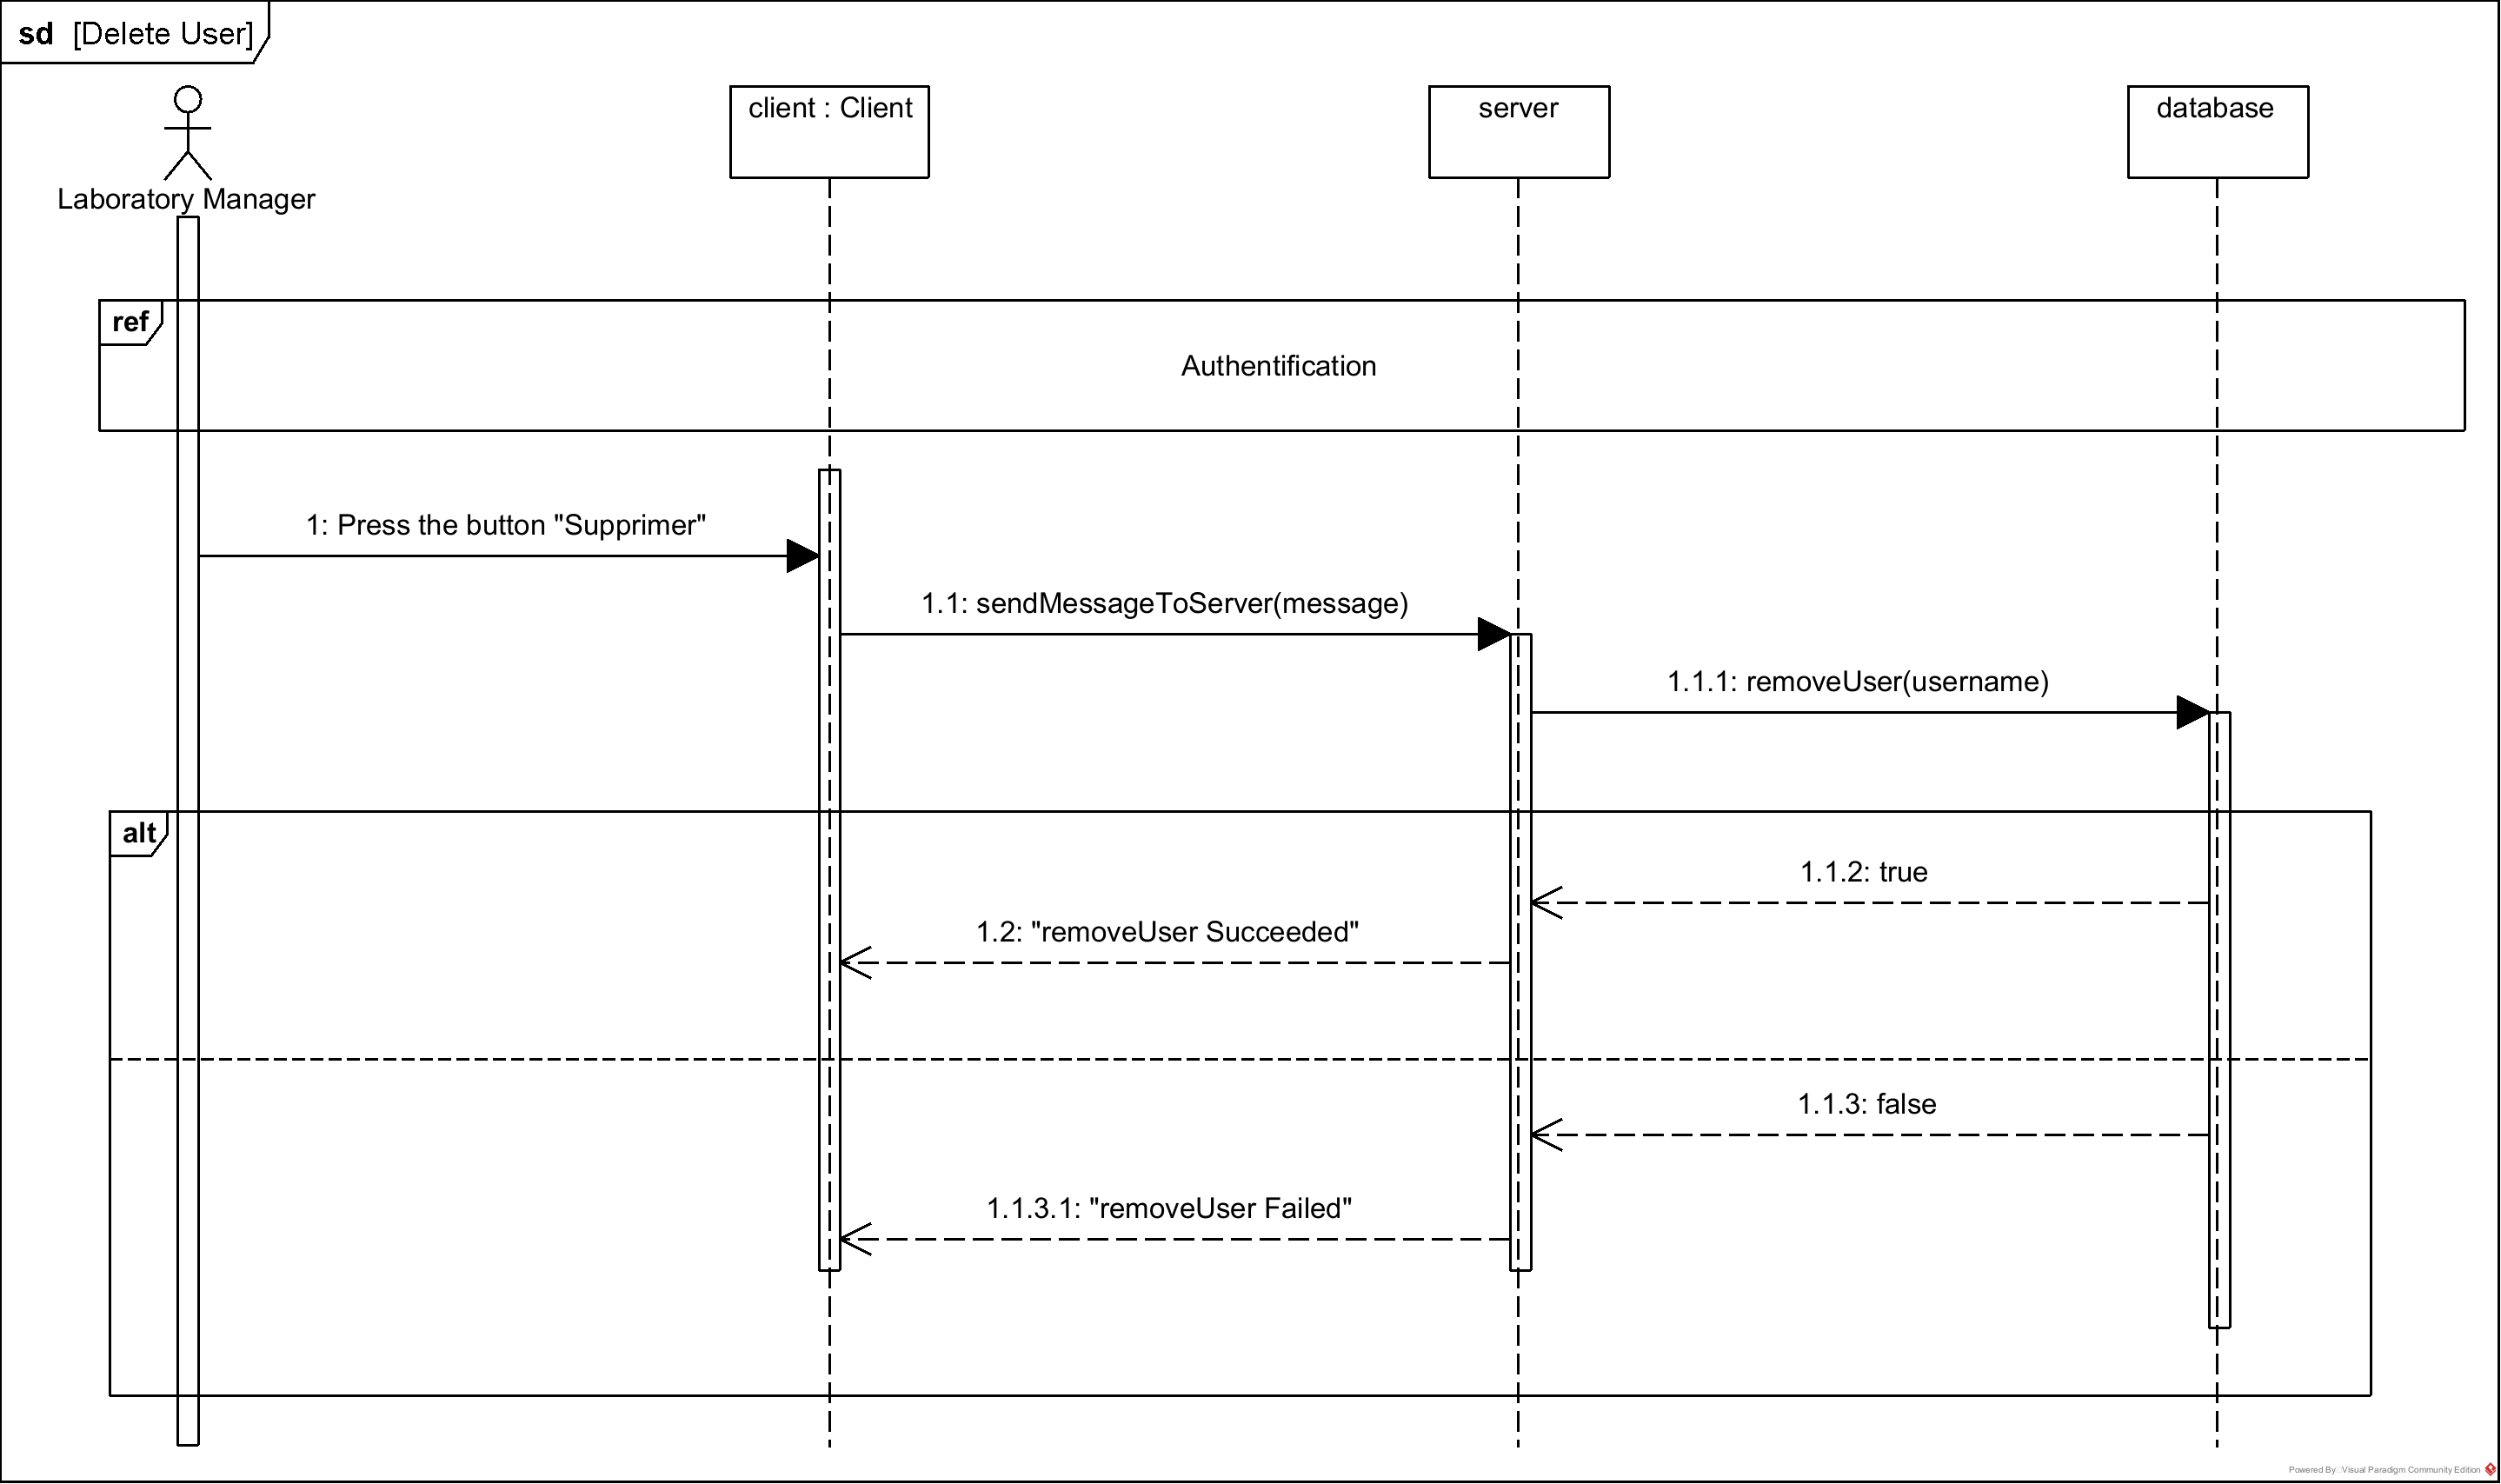 sd [Delete User]
client : Client
server
database
Laboratory Manager
ref
Authentification
1: Press the button "Supprimer"
1.1: sendMessageToServer(message)
1.1.1: removeUser(username)
alt
1.1.2: true
1.2: "removeUser Succeeded"
1.1.3: false
1.1.3.1: "removeUser Failed"
Powered By Visual Paradigm Community Edition